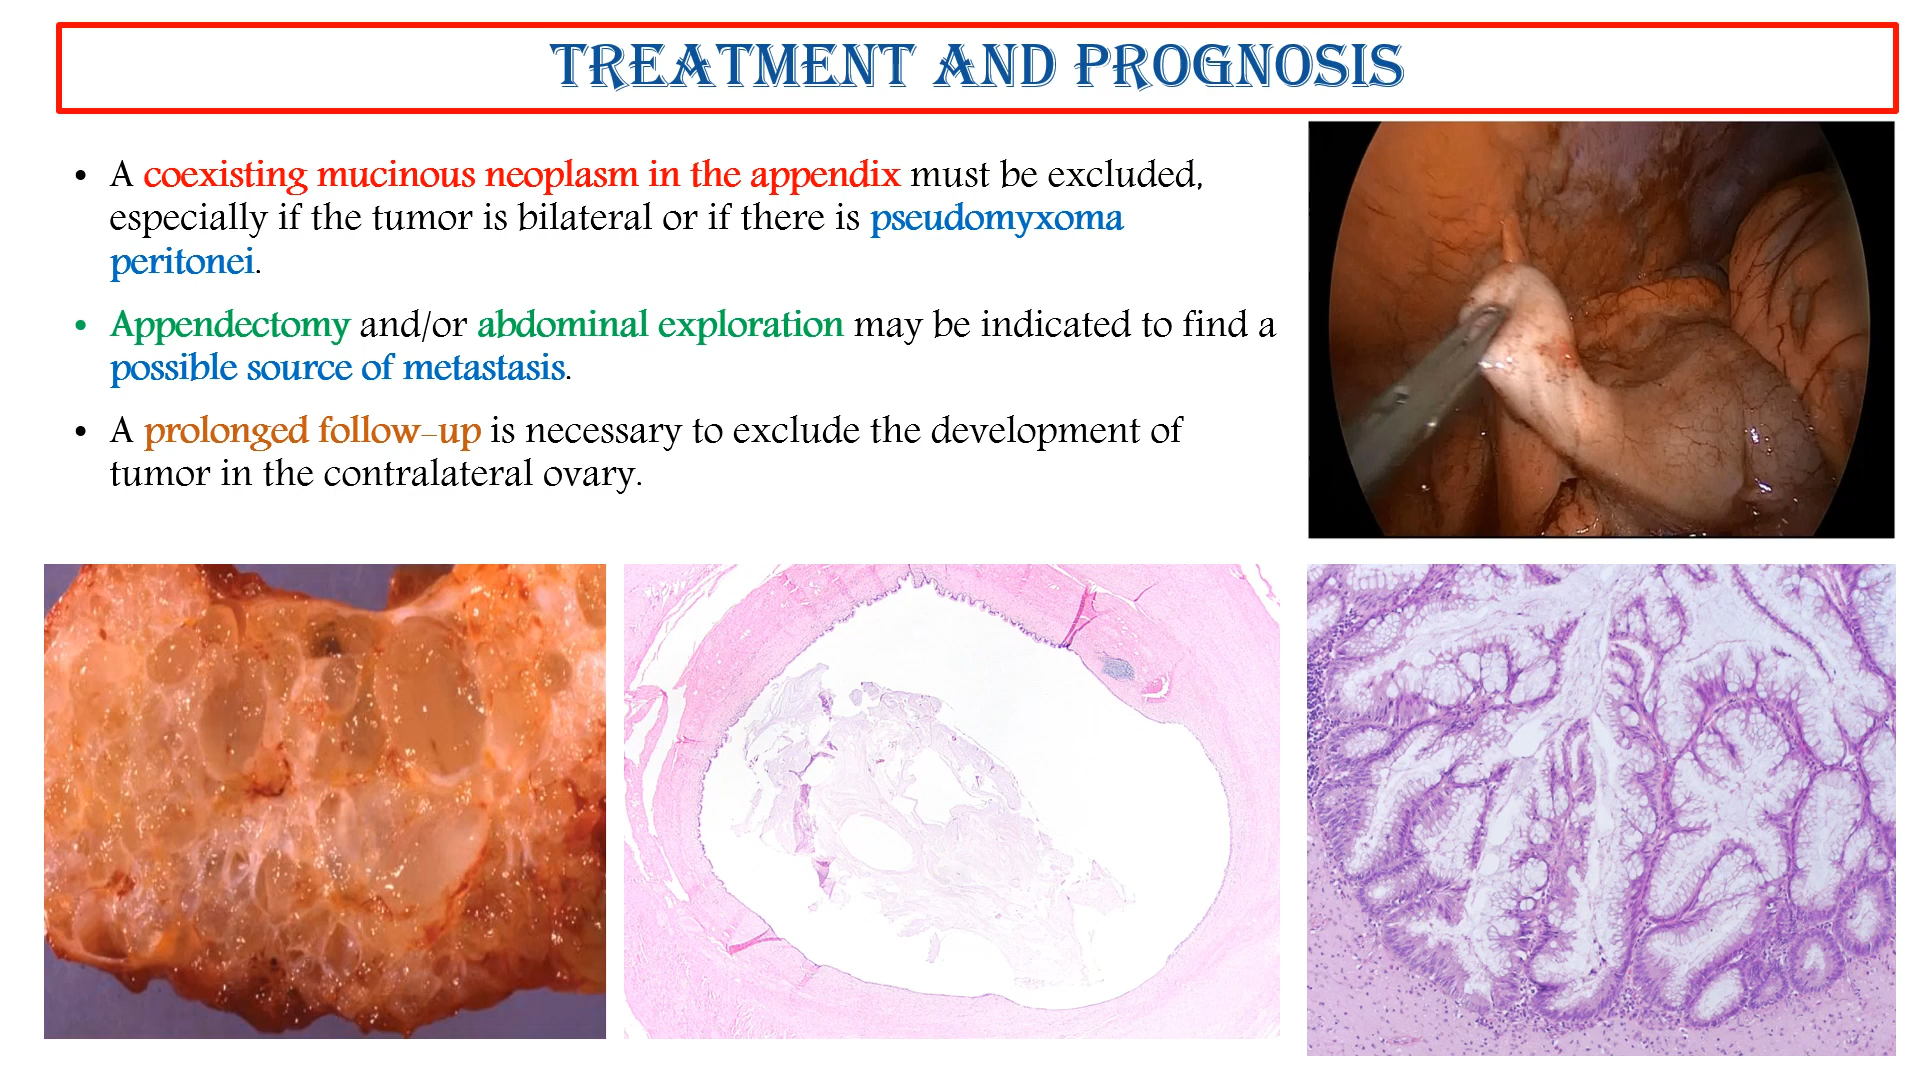 TREATMENT AND PROGNOSIS
• A coexisting mucinous neoplasm in the appendix must be excluded,
especially if the tumor is bilateral or if there is pseudomyxoma
peritonei.
• Appendectomy and/or abdominal exploration may be indicated to find a
possible source of metastasis.
• A prolonged follow-up is necessary to exclude the development of
tumor in the contralateral ovary.